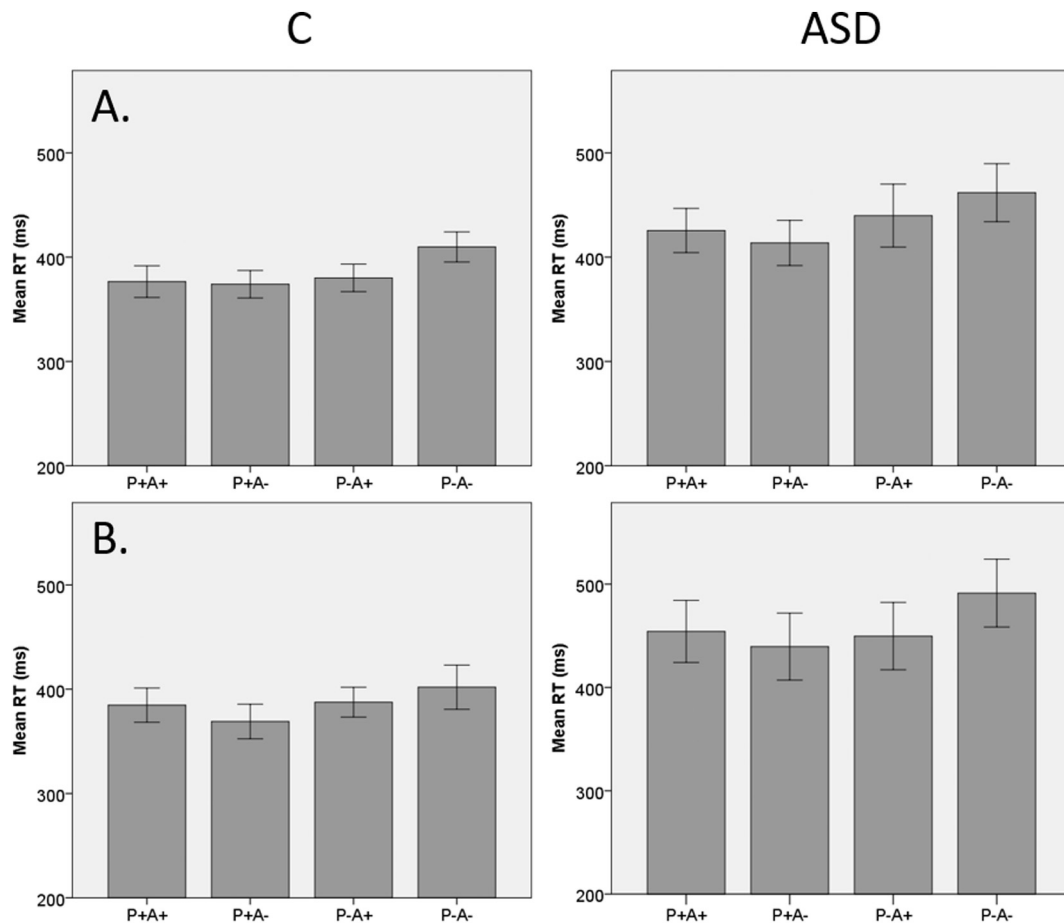 C
ASD
A.
Mean RT (ms)
500
400
300
200
P+A+ P+A- P-A+ P-A-
Mean RT (ms)
500
400
300
200
P+A+ P+A- P-A+ P-A-
B.
Mean RT (ms)
500
400
300
200
P+A+ P+A- P-A+ P-A-
Mean RT (ms)
500
400
300
200
P+A+ P+A- P-A+ P-A-